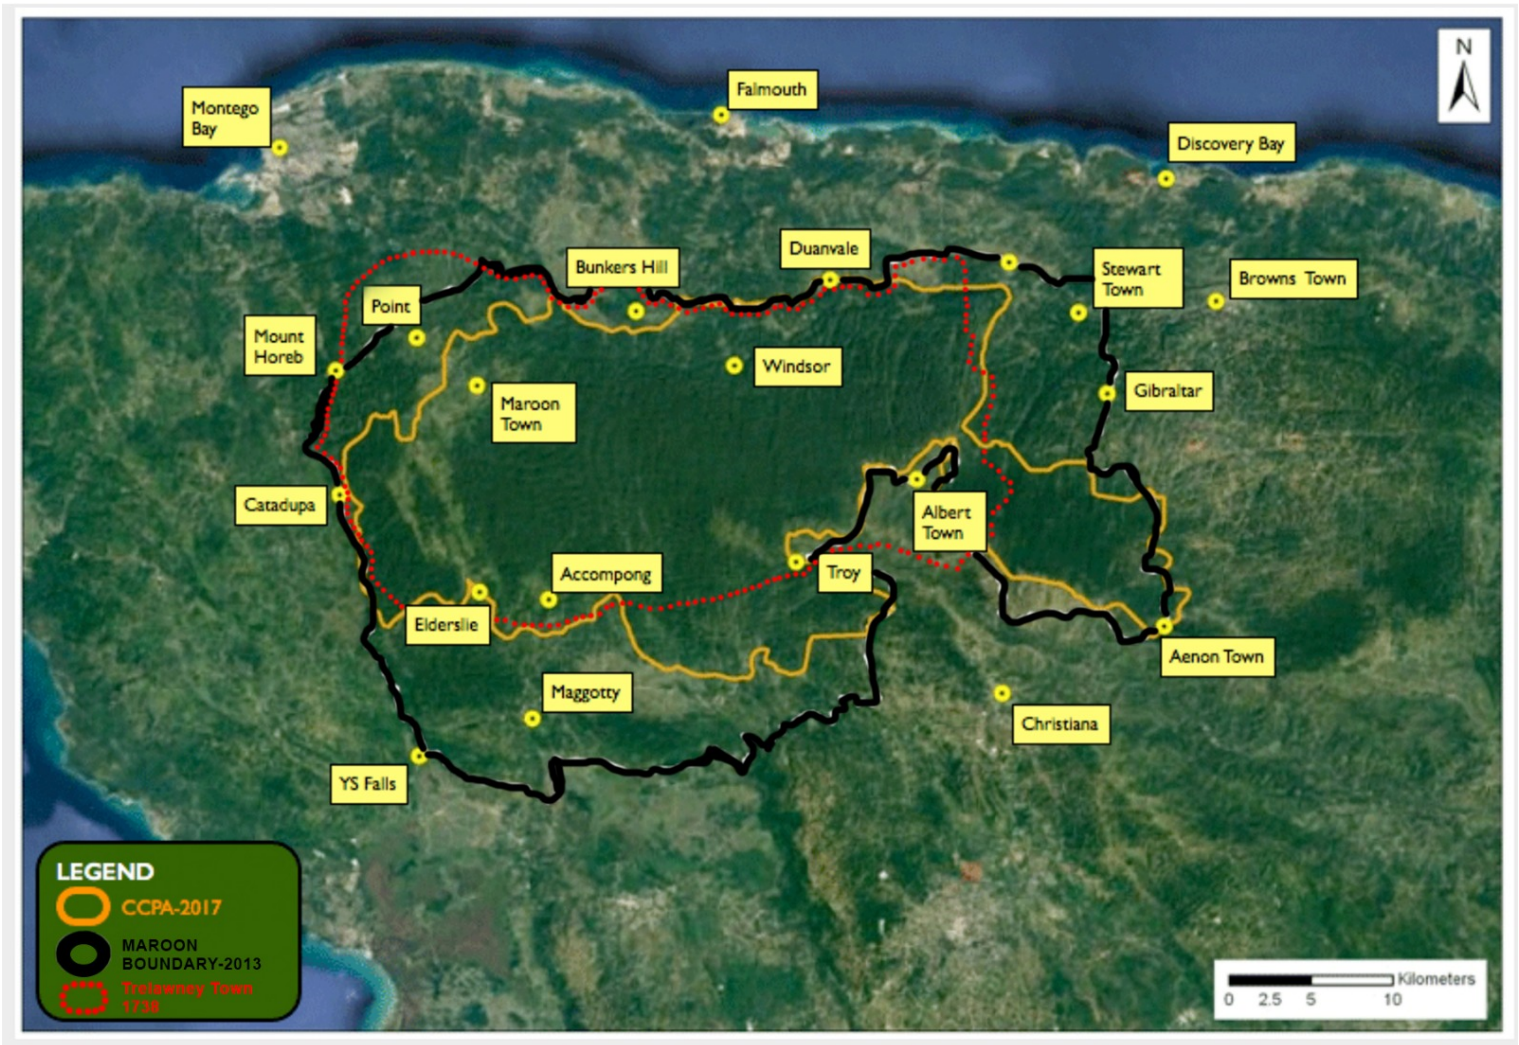 N
Falmouth
Montego
Bay
Discovery Bay
Duanvale
Bunkers Hill
Stewart
Town
Browns Town
Point
Mount
Horeb
Windsor
Gibraltar
Maroon
Town
Catadupa
Albert
Town
Accompong
Troy
Elderslie
Aenon Town
Maggotty
Christiana
YS Falls
LEGEND
CCPA-2017
MAROON
BOUNDARY-2013
Trelawney Town
1738
Kilometers
0 2.5 5 10